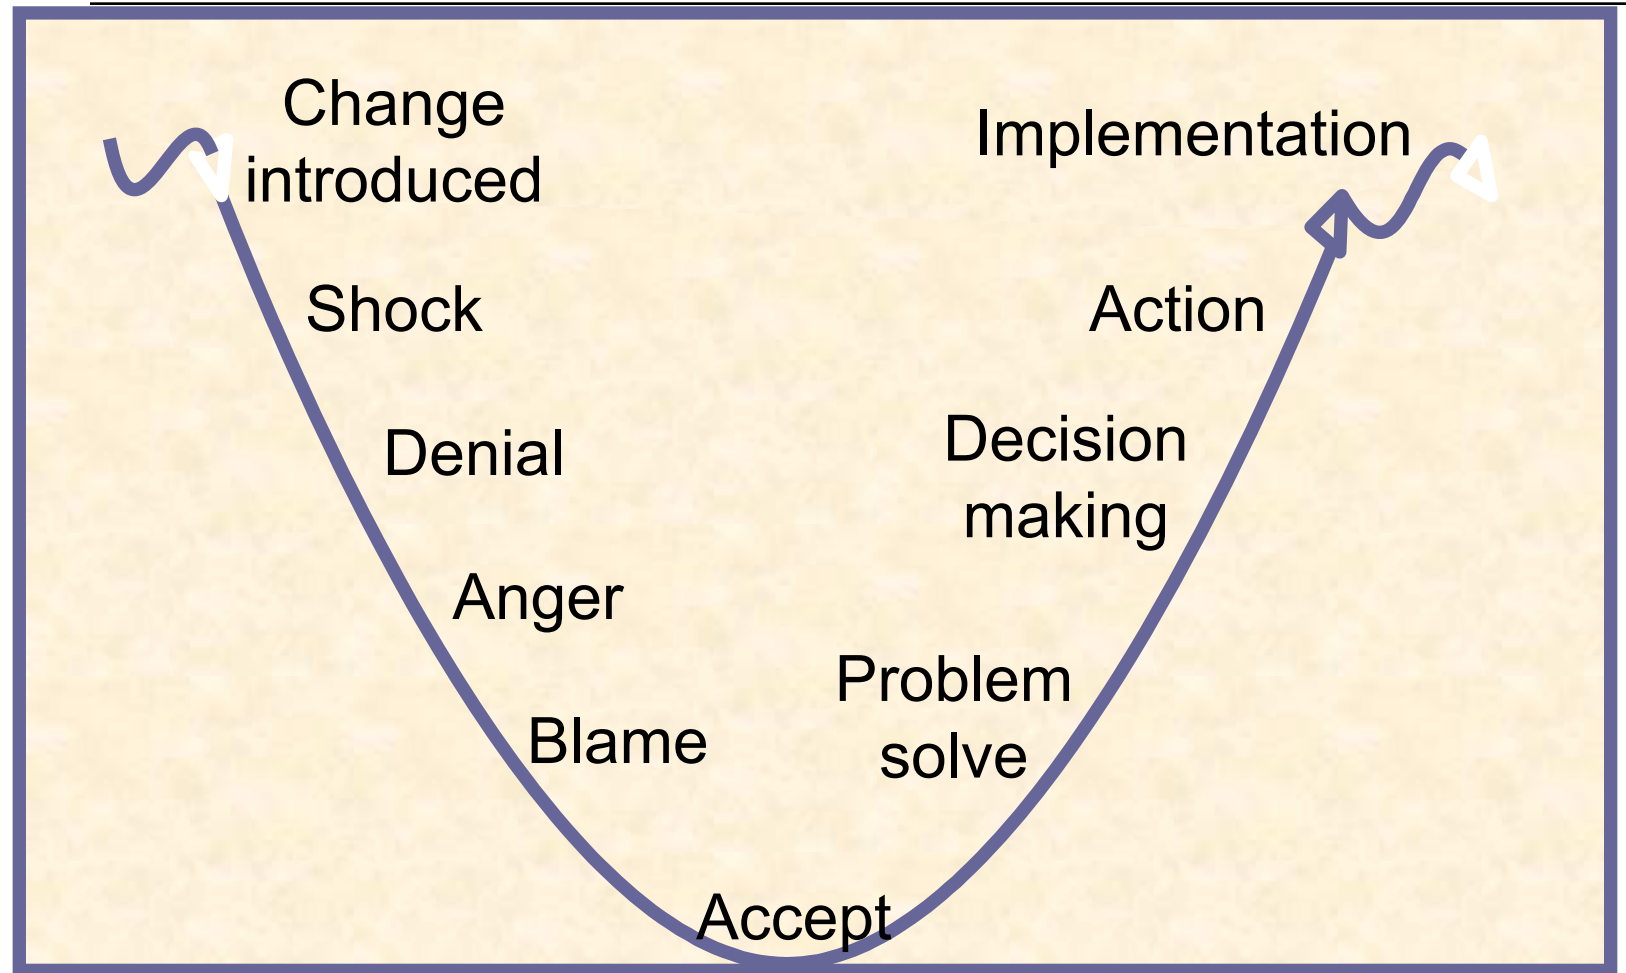 Change
introduced
Shock
Denial
Anger
Blame
Accept
Problem
solve
Decision
making
Action
Implementation